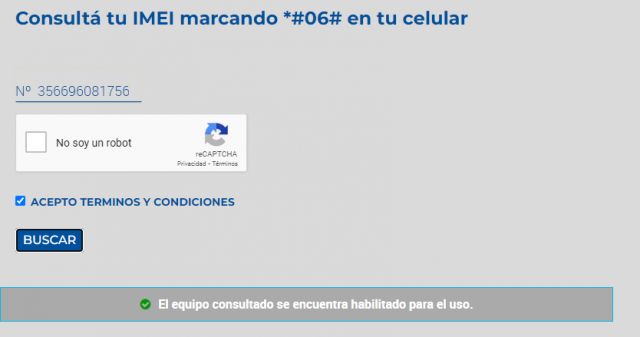 Consultá tu IMEI marcando *#06# en tu celular
Nº 356696081756
No soy un robot
reCAPTCHA
Privacidad - Términos
ACEPTO TERMINOS Y CONDICIONES
BUSCAR
El equipo consultado se encuentra habilitado para el uso.